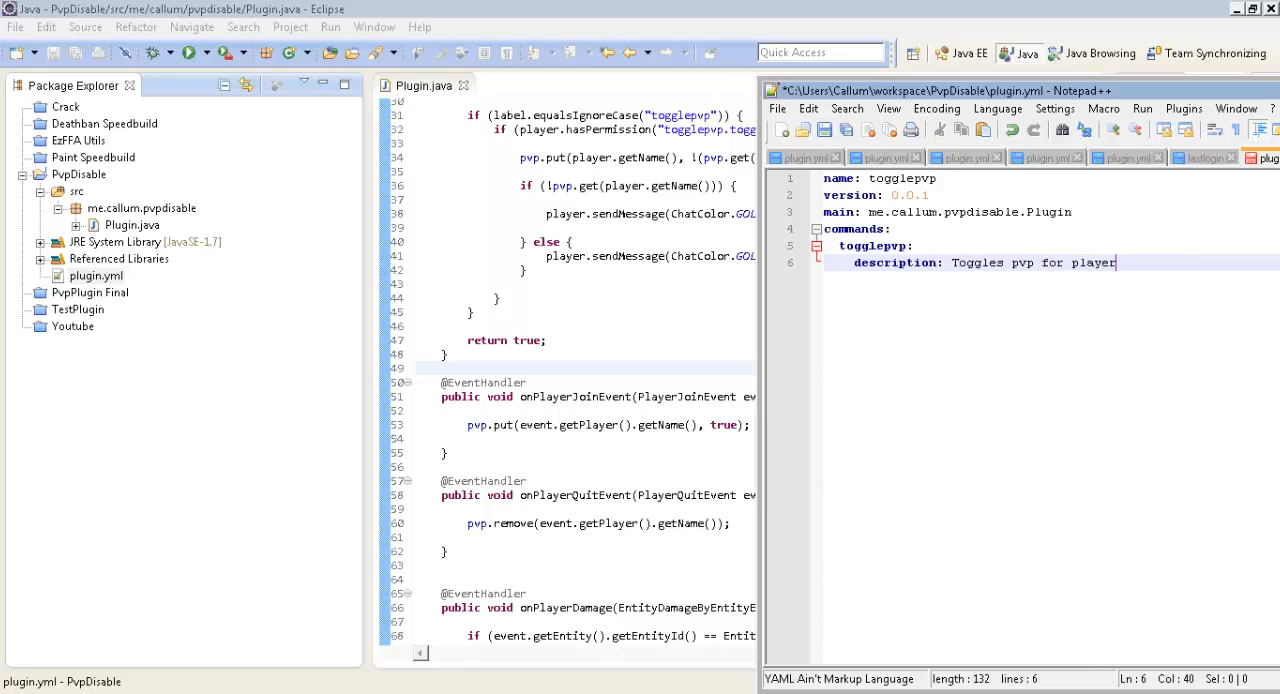 Java - PvpDisable/src/me/callum/pvpdisable/Plugin.java - Eclipse
File Edit Source Refactor Navigate Search Project Run Window Help
Quick Access
Java EE Java Java Browsing Team Synchronizing
Package Explorer
Crack
Deathban Speedbuild
EzFFA Build
Paint Speedbuild
PvpDisable
src
me.callum.pvpdisable
Plugin.java
JRE System Library [JavaSE-1.7]
Referenced Libraries
plugin.yml
PvpPlugin Final
TestPlugin
Youtube
Plugin.java
30
31 if (label.equalsIgnoreCase("togglepvp")) {
32 if (player.hasPermission("togglepvp.togg
33
34 pvp.put(player.getName(), !(pvp.get(
35
36 if (!pvp.get(player.getName())) {
37
38 player.sendMessage(ChatColor.GOL
39
40 } else {
41 player.sendMessage(ChatColor.GOL
42 }
43
44 }
45 }
46
47 return true;
48 }
49
50 @EventHandler
51 public void onPlayerJoinEvent(PlayerJoinEvent ev
52
53 pvp.put(event.getPlayer().getName(), true);
54
55 }
56
57 @EventHandler
58 public void onPlayerQuitEvent(PlayerQuitEvent ev
59
60 pvp.remove(event.getPlayer().getName());
61
62 }
63
64
65 @EventHandler
66 public void onPlayerDamage(EntityDamageByEntityE
67
68 if (event.getEntity().getEntityId() == Entit
*C:\Users\Callum\workspace\PvpDisable\plugin.yml - Notepad++
File Edit Search View Encoding Language Settings Macro Run Plugins Window ?
plugin.yml plugin.yml plugin.yml plugin.yml plugin.yml lastlogin plug
1 name: togglepvp
2 version: 0.0.1
3 main: me.callum.pvpdisable.Plugin
4 commands:
5 togglepvp:
6 description: Toggles pvp for player
YAML Ain't Markup Language length : 132 lines : 6 Ln : 6 Col : 40 Sel : 0 | 0
plugin.yml - PvpDisable